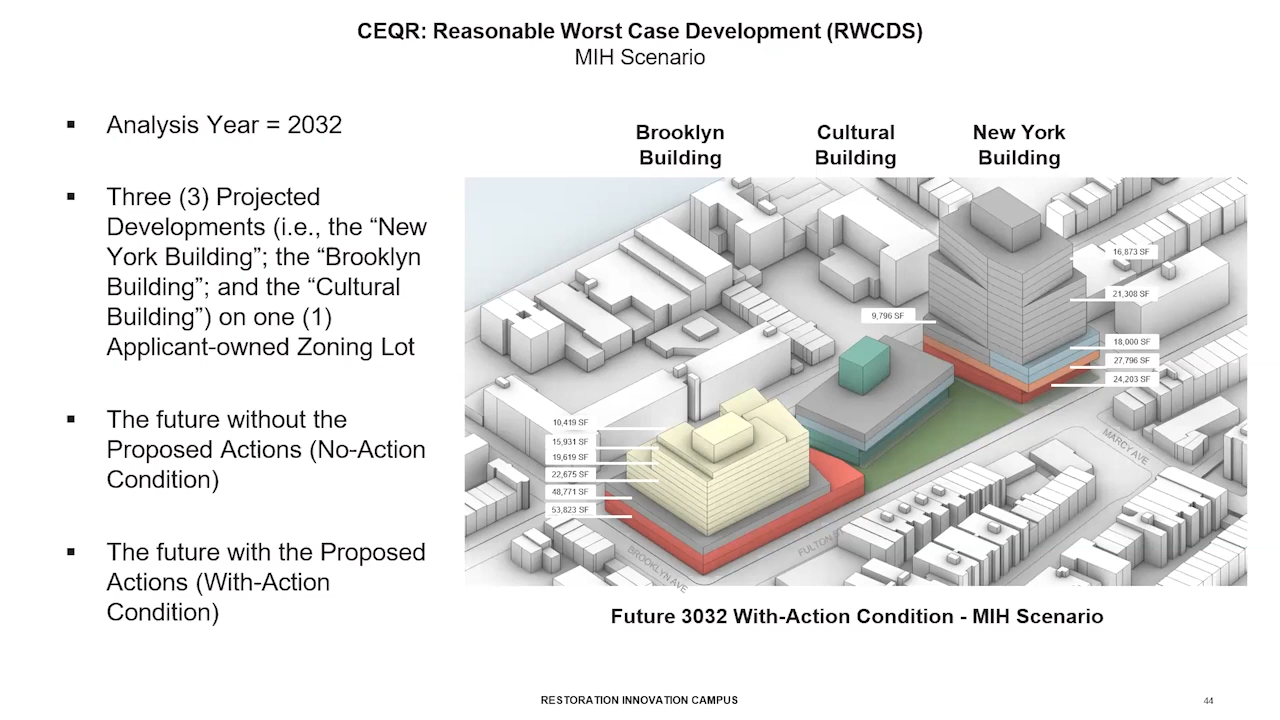 CEQR: Reasonable Worst Case Development (RWCDS)
MIH Scenario
▪ Analysis Year = 2032
▪ Three (3) Projected
Developments (i.e., the “New
York Building”; the “Brooklyn
Building”; and the “Cultural
Building”) on one (1)
Applicant-owned Zoning Lot
▪ The future without the
Proposed Actions (No-Action
Condition)
▪ The future with the Proposed
Actions (With-Action
Condition)
Brooklyn
Building
Cultural
Building
New York
Building
16,873 SF
21,308 SF
9,796 SF
18,000 SF
27,796 SF
24,203 SF
10,419 SF
15,931 SF
19,619 SF
22,675 SF
48,771 SF
53,823 SF
MARCY AVE
FULTON
BROOKLYN AVE
Future 3032 With-Action Condition - MIH Scenario
RESTORATION INNOVATION CAMPUS
44